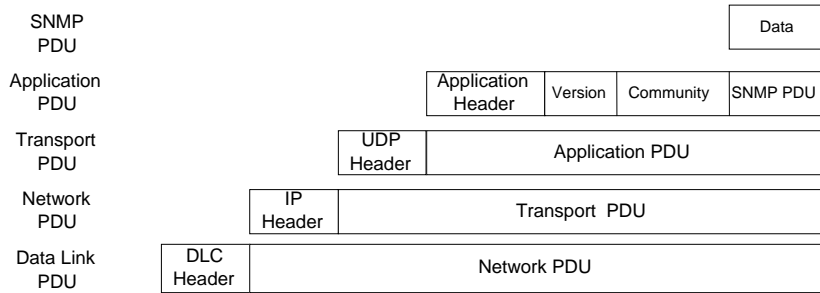 SNMP
PDU
Data
Application
PDU
Application
Header
Version
Community
SNMP PDU
Transport
PDU
UDP
Header
Application PDU
Network
PDU
IP
Header
Transport PDU
Data Link
PDU
DLC
Header
Network PDU